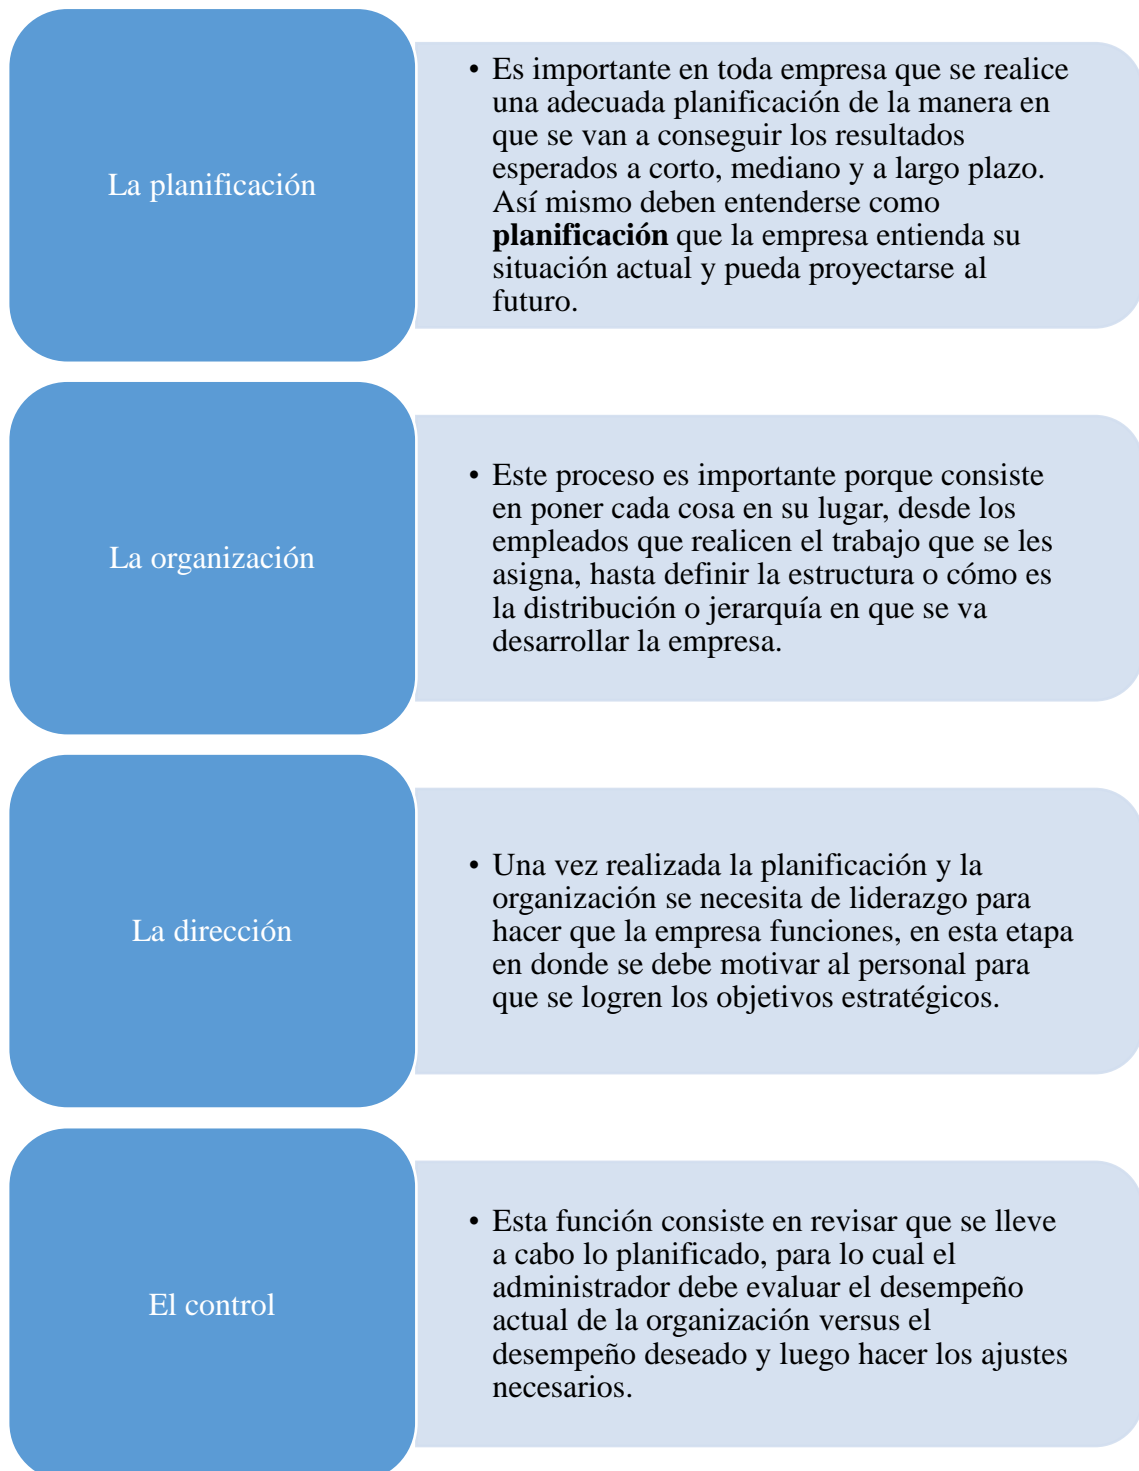 La planificación
• Es importante en toda empresa que se realice
una adecuada planificación de la manera en
que se van a conseguir los resultados
esperados a corto, mediano y a largo plazo.
Así mismo deben entenderse como
planificación que la empresa entienda su
situación actual y pueda proyectarse al
futuro.
La organización
• Este proceso es importante porque consiste
en poner cada cosa en su lugar, desde los
empleados que realicen el trabajo que se les
asigna, hasta definir la estructura o cómo es
la distribución o jerarquía en que se va
desarrollar la empresa.
La dirección
• Una vez realizada la planificación y la
organización se necesita de liderazgo para
hacer que la empresa funciones, en esta etapa
en donde se debe motivar al personal para
que se logren los objetivos estratégicos.
El control
• Esta función consiste en revisar que se lleve
a cabo lo planificado, para lo cual el
administrador debe evaluar el desempeño
actual de la organización versus el
desempeño deseado y luego hacer los ajustes
necesarios.